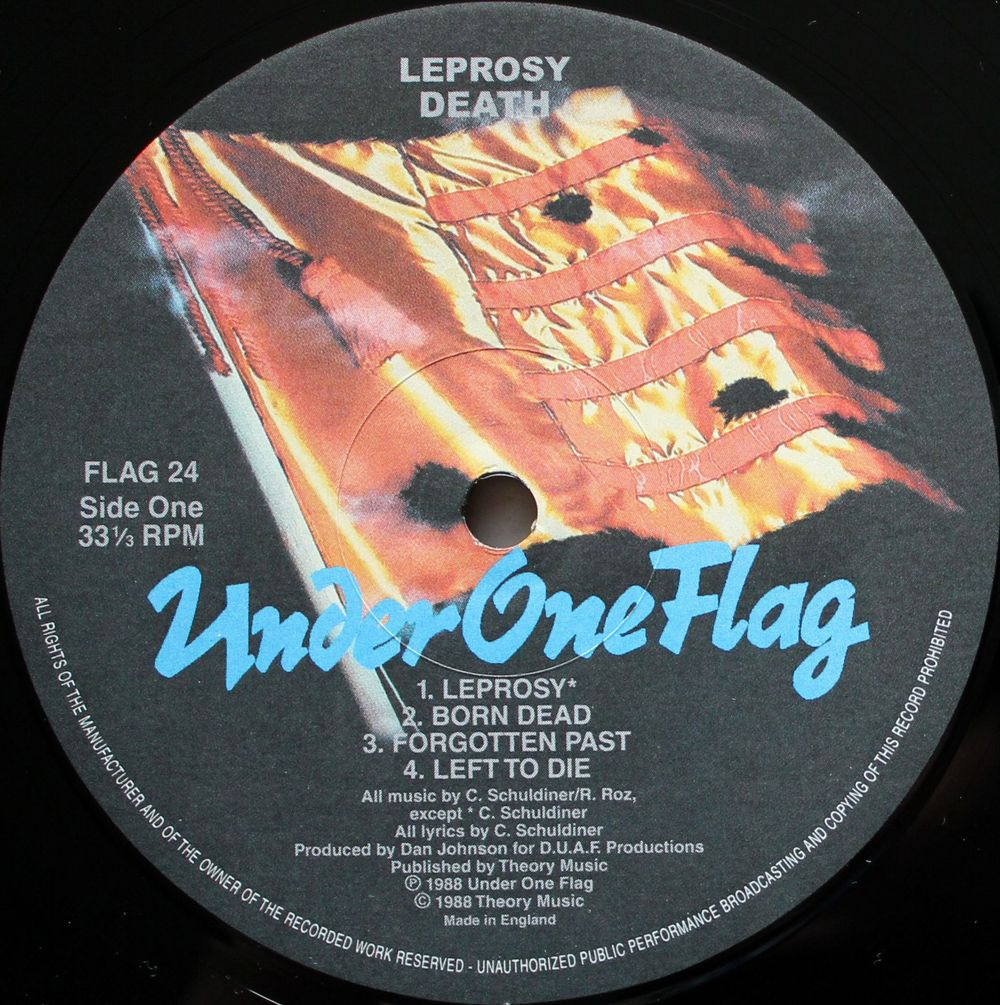 LEPROSY
DEATH
FLAG 24
Side One
33⅓ RPM
Under One Flag
1. LEPROSY*
2. BORN DEAD
3. FORGOTTEN PAST
4. LEFT TO DIE
All music by C. Schuldiner/R. Roz,
except * C. Schuldiner
All lyrics by C. Schuldiner
Produced by Dan Johnson for D.U.A.F. Productions
Published by Theory Music
℗ 1988 Under One Flag
© 1988 Theory Music
Made in England
ALL RIGHTS OF THE MANUFACTURER AND OF THE OWNER OF THE RECORDED WORK RESERVED - UNAUTHORIZED PUBLIC PERFORMANCE BROADCASTING AND COPYING OF THIS RECORD PROHIBITED